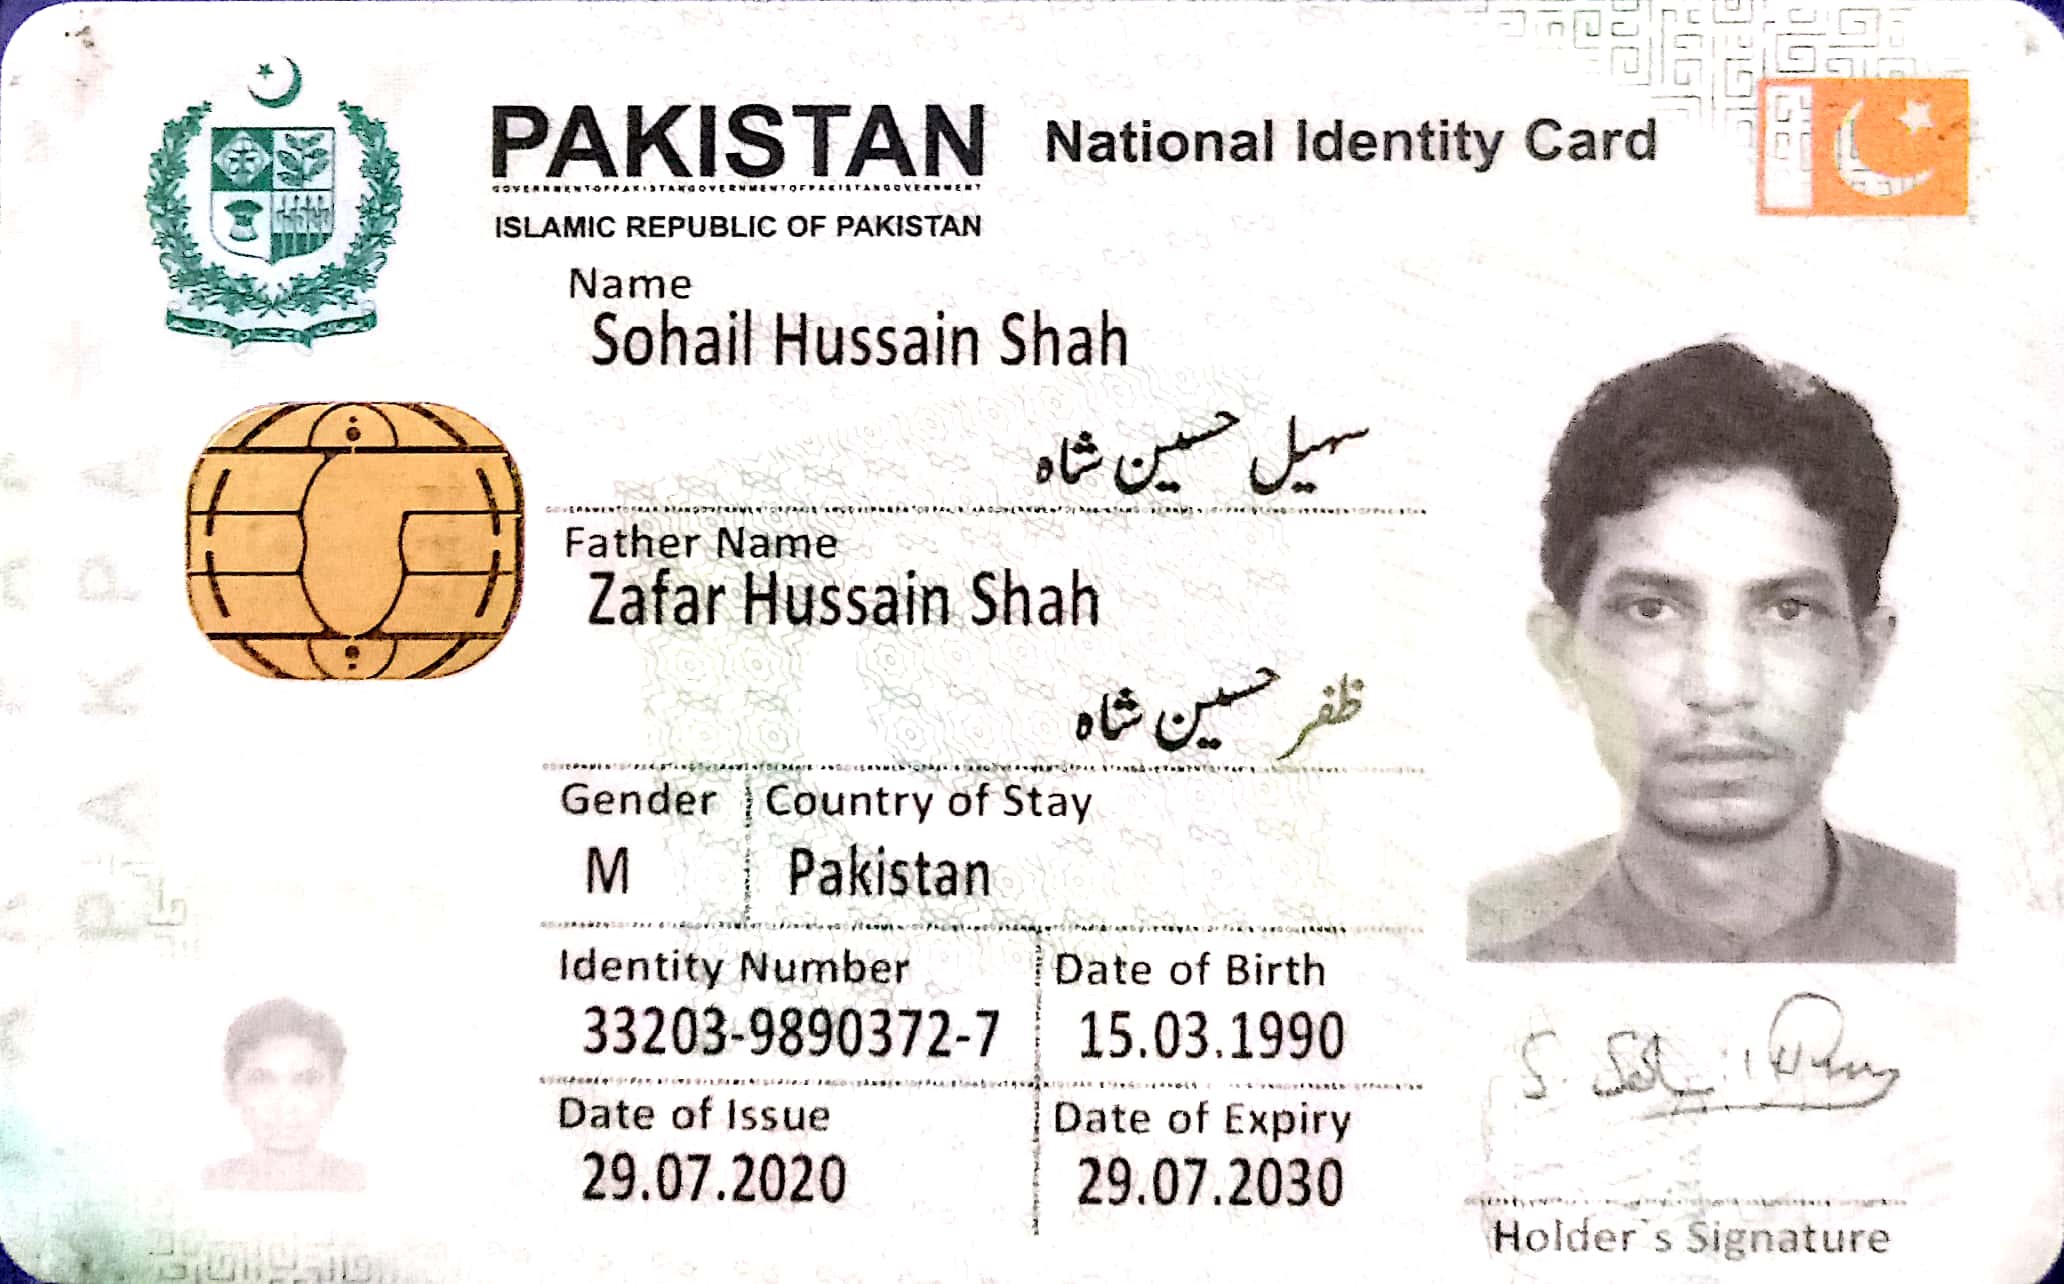 PAKISTAN National Identity Card
ISLAMIC REPUBLIC OF PAKISTAN
Name
Sohail Hussain Shah
سہیل حسین شاہ
Father Name
Zafar Hussain Shah
ظفر حسین شاہ
Gender Country of Stay
M Pakistan
Identity Number Date of Birth
33203-9890372-7 15.03.1990
Date of Issue Date of Expiry
29.07.2020 29.07.2030
Holder`s Signature